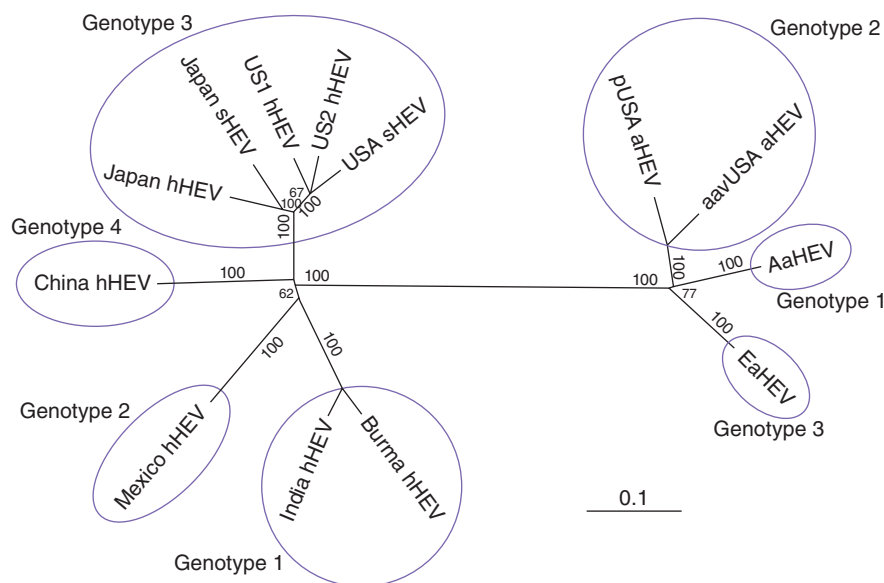 Genotype 3
Japan sHEV
US1 hHEV
US2 hHEV
USA sHEV
Japan hHEV
67
100
100
100
Genotype 4
China hHEV
100
100
62
100
100
Genotype 2
Mexico hHEV
India hHEV
Burma hHEV
Genotype 1
Genotype 2
pUSA aHEV
aavUSA aHEV
100
100
100
AaHEV
Genotype 1
77
100
EaHEV
Genotype 3
0.1